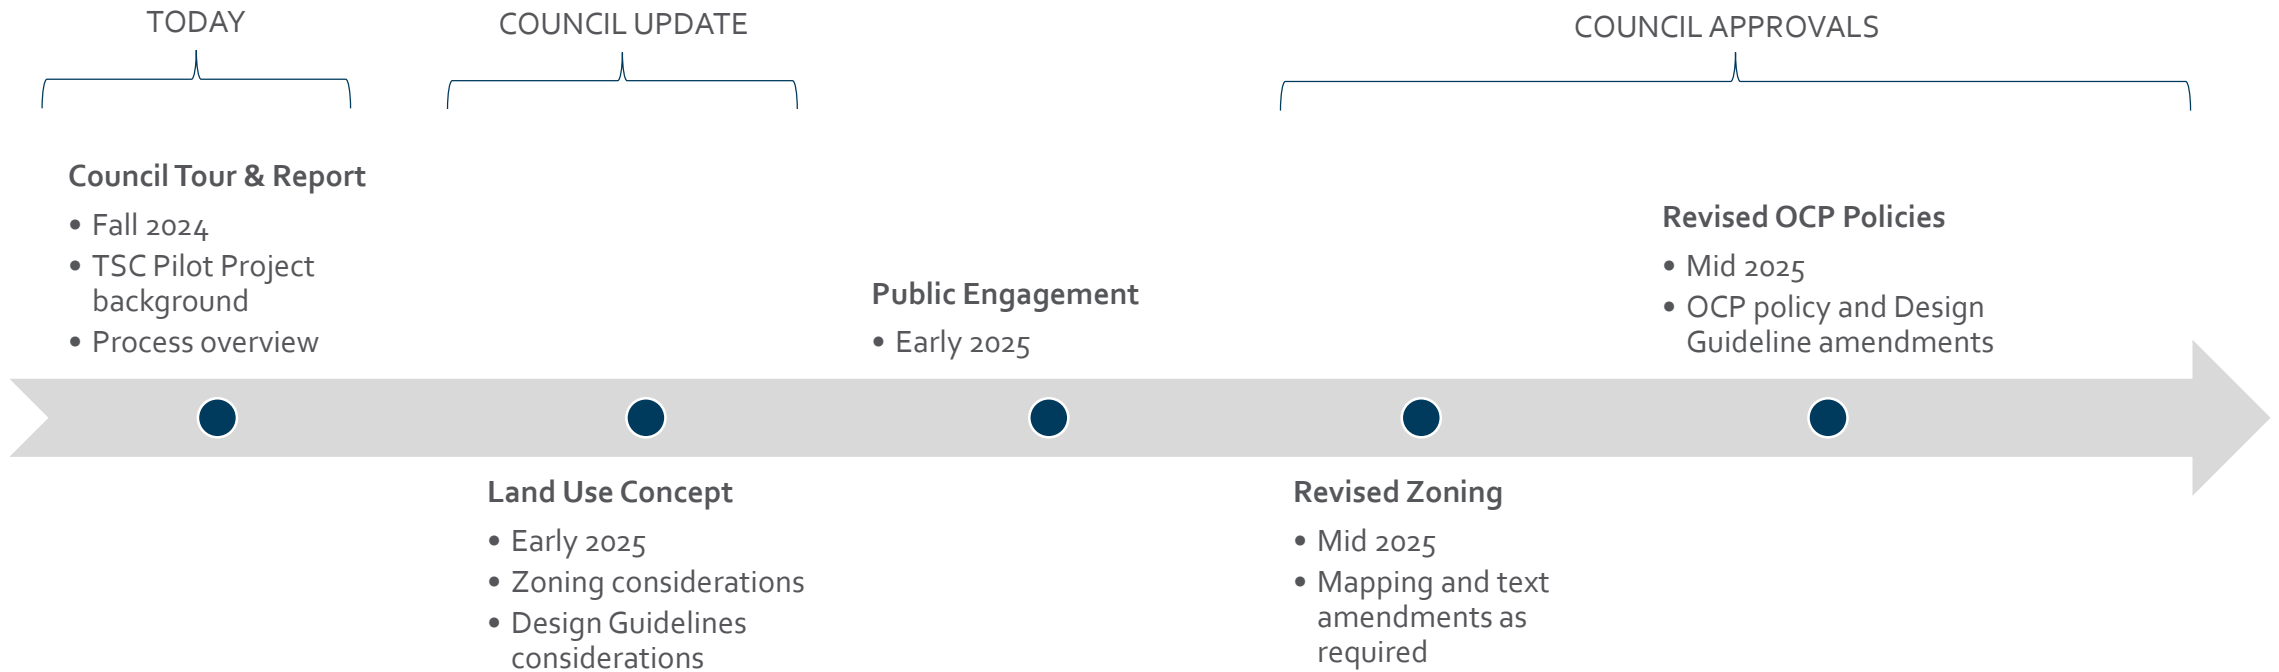 TODAY
COUNCIL UPDATE
COUNCIL APPROVALS
Council Tour & Report
• Fall 2024
• TSC Pilot Project
background
• Process overview
Land Use Concept
• Early 2025
• Zoning considerations
• Design Guidelines
considerations
Public Engagement
• Early 2025
Revised Zoning
• Mid 2025
• Mapping and text
amendments as
required
Revised OCP Policies
• Mid 2025
• OCP policy and Design
Guideline amendments